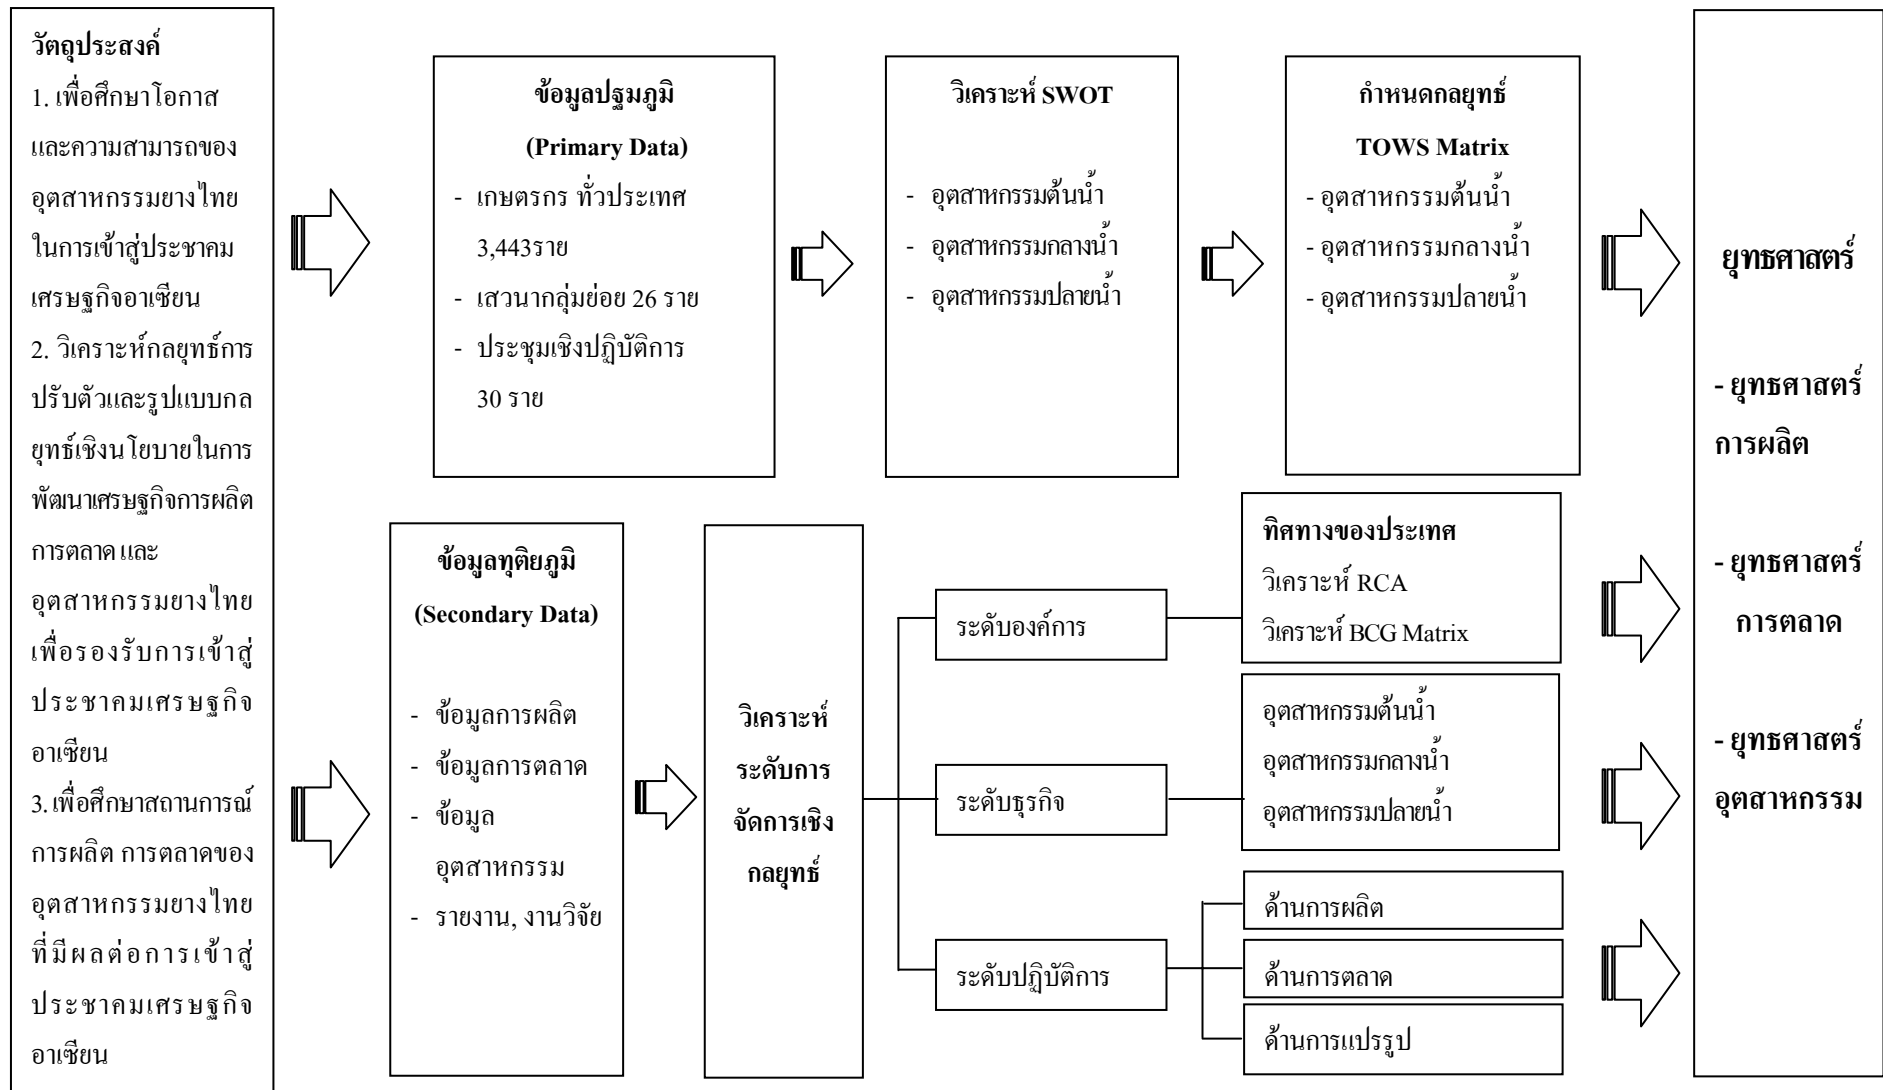 วัตถุประสงค์
1. เพื่อศึกษาโอกาส
และความสามารถของ
อุตสาหกรรมยางไทย
ในการเข้าสู่ประชาคม
เศรษฐกิจอาเซียน
2. วิเคราะห์กลยุทธ์การ
ปรับตัวและรูปแบบกล
ยุทธ์เชิงนโยบายในการ
พัฒนาเศรษฐกิจการผลิต
การตลาด และ
อุตสาหกรรมยางไทย
เพื่อรองรับการเข้าสู่
ประชาคมเศรษฐกิจ
อาเซียน
3. เพื่อศึกษาสถานการณ์
การผลิต การตลาดของ
อุตสาหกรรมยางไทย
ที่มีผลต่อการเข้าสู่
ประชาคมเศรษฐกิจ
อาเซียน
ข้อมูลปฐมภูมิ
(Primary Data)
- เกษตรกร ทั่วประเทศ
3,443ราย
- เสวนากลุ่มย่อย 26 ราย
- ประชุมเชิงปฏิบัติการ
30 ราย
วิเคราะห์ SWOT
- อุตสาหกรรมต้นน้ำ
- อุตสาหกรรมกลางน้ำ
- อุตสาหกรรมปลายน้ำ
กำหนดกลยุทธ์
TOWS Matrix
- อุตสาหกรรมต้นน้ำ
- อุตสาหกรรมกลางน้ำ
- อุตสาหกรรมปลายน้ำ
ข้อมูลทุติยภูมิ
(Secondary Data)
- ข้อมูลการผลิต
- ข้อมูลการตลาด
- ข้อมูล
อุตสาหกรรม
- รายงาน, งานวิจัย
วิเคราะห์
ระดับการ
จัดการเชิง
กลยุทธ์
ระดับองค์การ
ทิศทางของประเทศ
วิเคราะห์ RCA
วิเคราะห์ BCG Matrix
ระดับธุรกิจ
อุตสาหกรรมต้นน้ำ
อุตสาหกรรมกลางน้ำ
อุตสาหกรรมปลายน้ำ
ระดับปฏิบัติการ
ด้านการผลิต
ด้านการตลาด
ด้านการแปรรูป
ยุทธศาสตร์
- ยุทธศาสตร์
การผลิต
- ยุทธศาสตร์
การตลาด
- ยุทธศาสตร์
อุตสาหกรรม